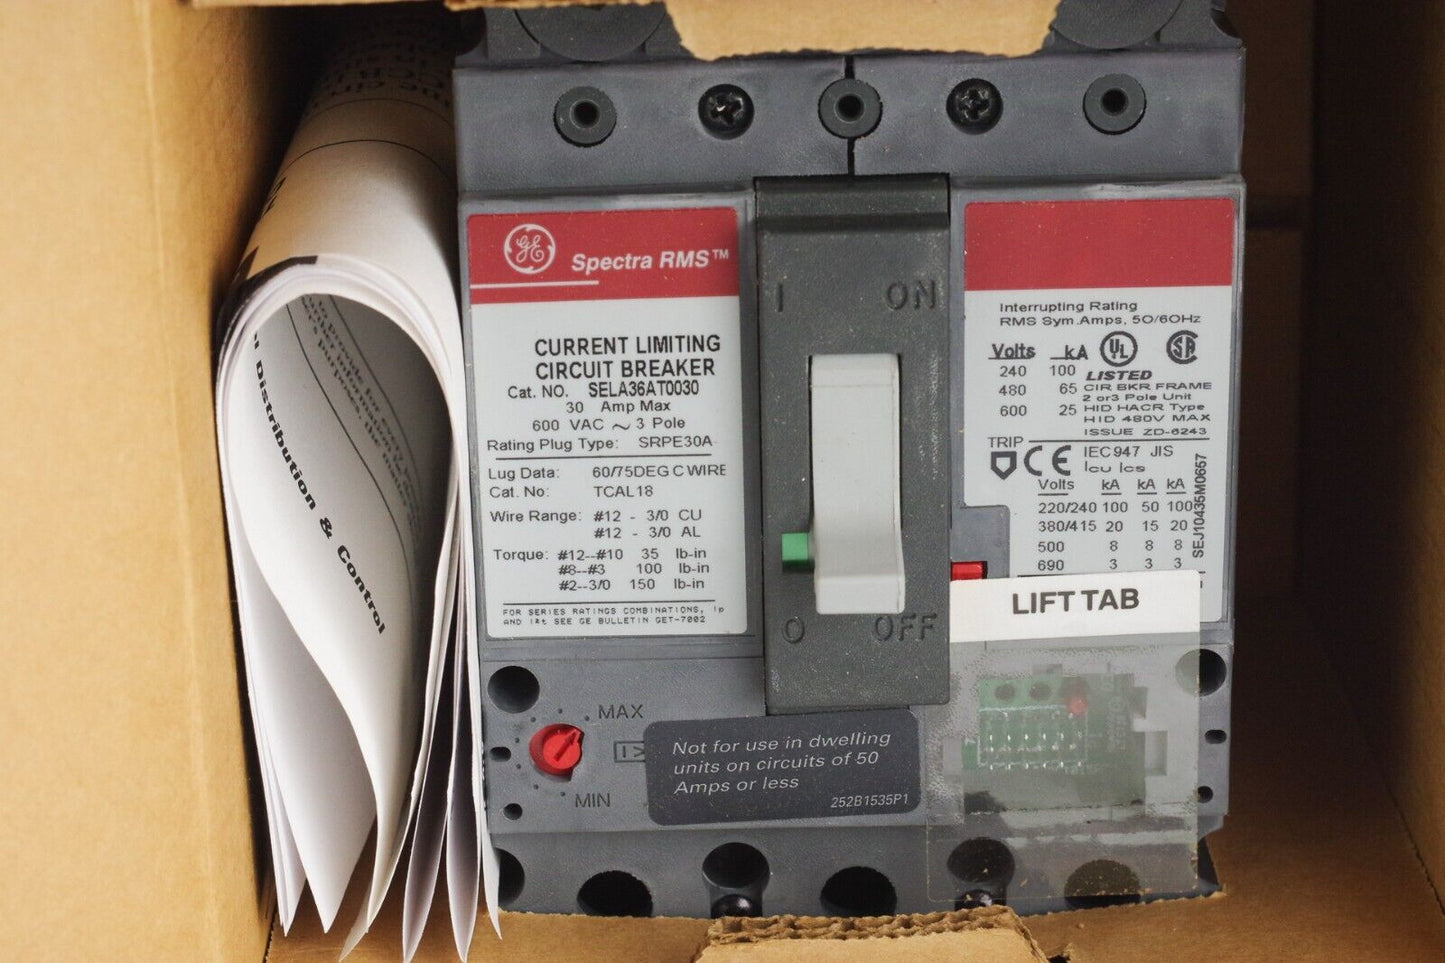 Distribution & Control
GE Spectra RMS™
CURRENT LIMITING
CIRCUIT BREAKER
Cat. NO. SELA36AT0030
30 Amp Max
600 VAC ~ 3 Pole
Rating Plug Type: SRPE30A
Lug Data: 60/75DEG C WIRE
Cat. No: TCAL18
Wire Range: #12 - 3/0 CU
#12 - 3/0 AL
Torque: #12--#10 35 lb-in
#8--#3 100 lb-in
#2--3/0 150 lb-in
FOR SERIES RATINGS COMBINATIONS, Ip
AND I²t SEE GE BULLETIN GET-7002
I ON
O OFF
Interrupting Rating
RMS Sym.Amps, 50/60Hz
Volts kA UL SA
240 100 LISTED
480 65 CIR BKR FRAME
2 or3 Pole Unit
600 25 HID HACR Type
HID 480V MAX
ISSUE ZD-6243
TRIP
CE IEC947 JIS
Icu Ics
Volts kA kA kA
220/240 100 50 100
380/415 20 15 20
500 8 8 8
690 3 3 3
SEJ10435M0657
LIFT TAB
MAX
I>
MIN
Not for use in dwelling
units on circuits of 50
Amps or less
252B1535P1